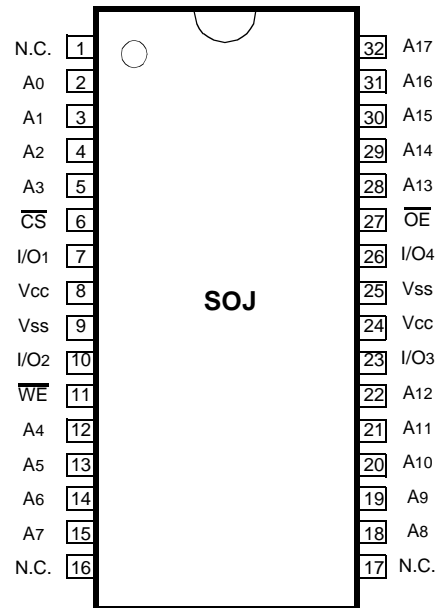 N.C. 1 32 A17
A0 2 31 A16
A1 3 30 A15
A2 4 29 A14
A3 5 28 A13
C̅S̅ 6 27 O̅E̅
I/O1 7 26 I/O4
Vcc 8 25 Vss
SOJ
Vss 9 24 Vcc
I/O2 10 23 I/O3
W̅E̅ 11 22 A12
A4 12 21 A11
A5 13 20 A10
A6 14 19 A9
A7 15 18 A8
N.C. 16 17 N.C.